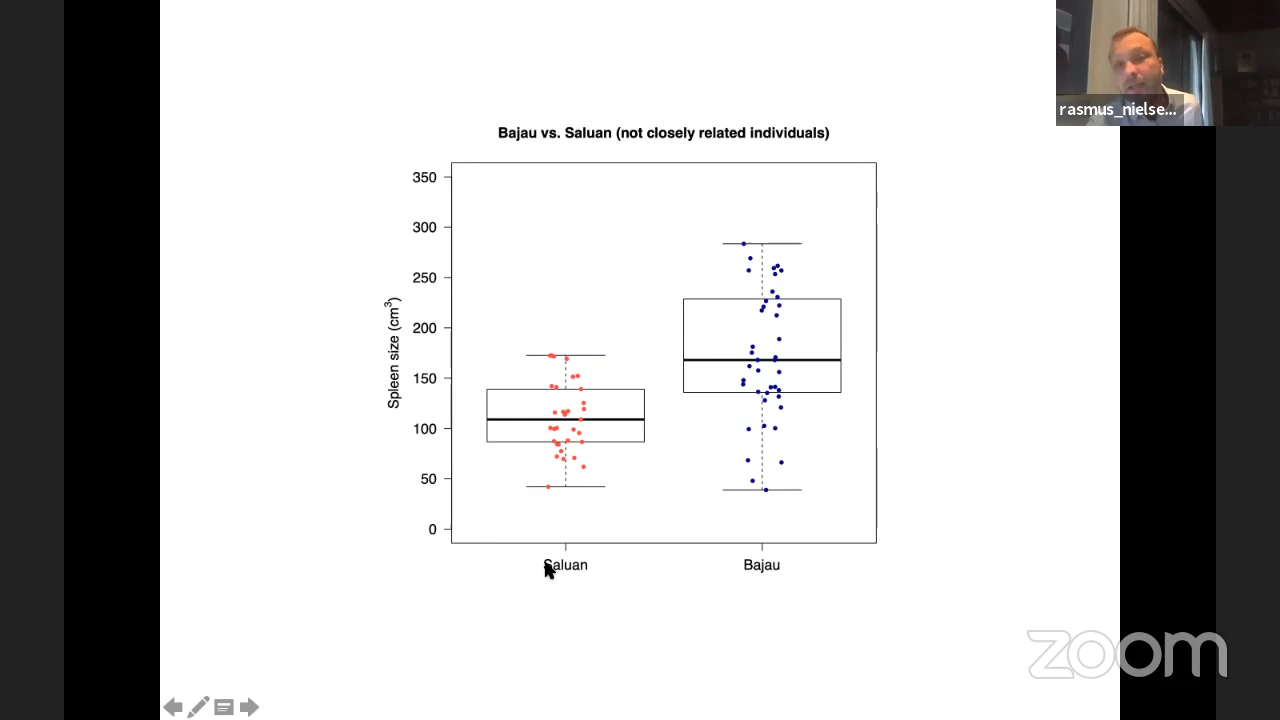 rasmus_nielse...
Bajau vs. Saluan (not closely related individuals)
350
300
250
200
150
100
50
0
Spleen size (cm³)
Saluan
Bajau
zoom